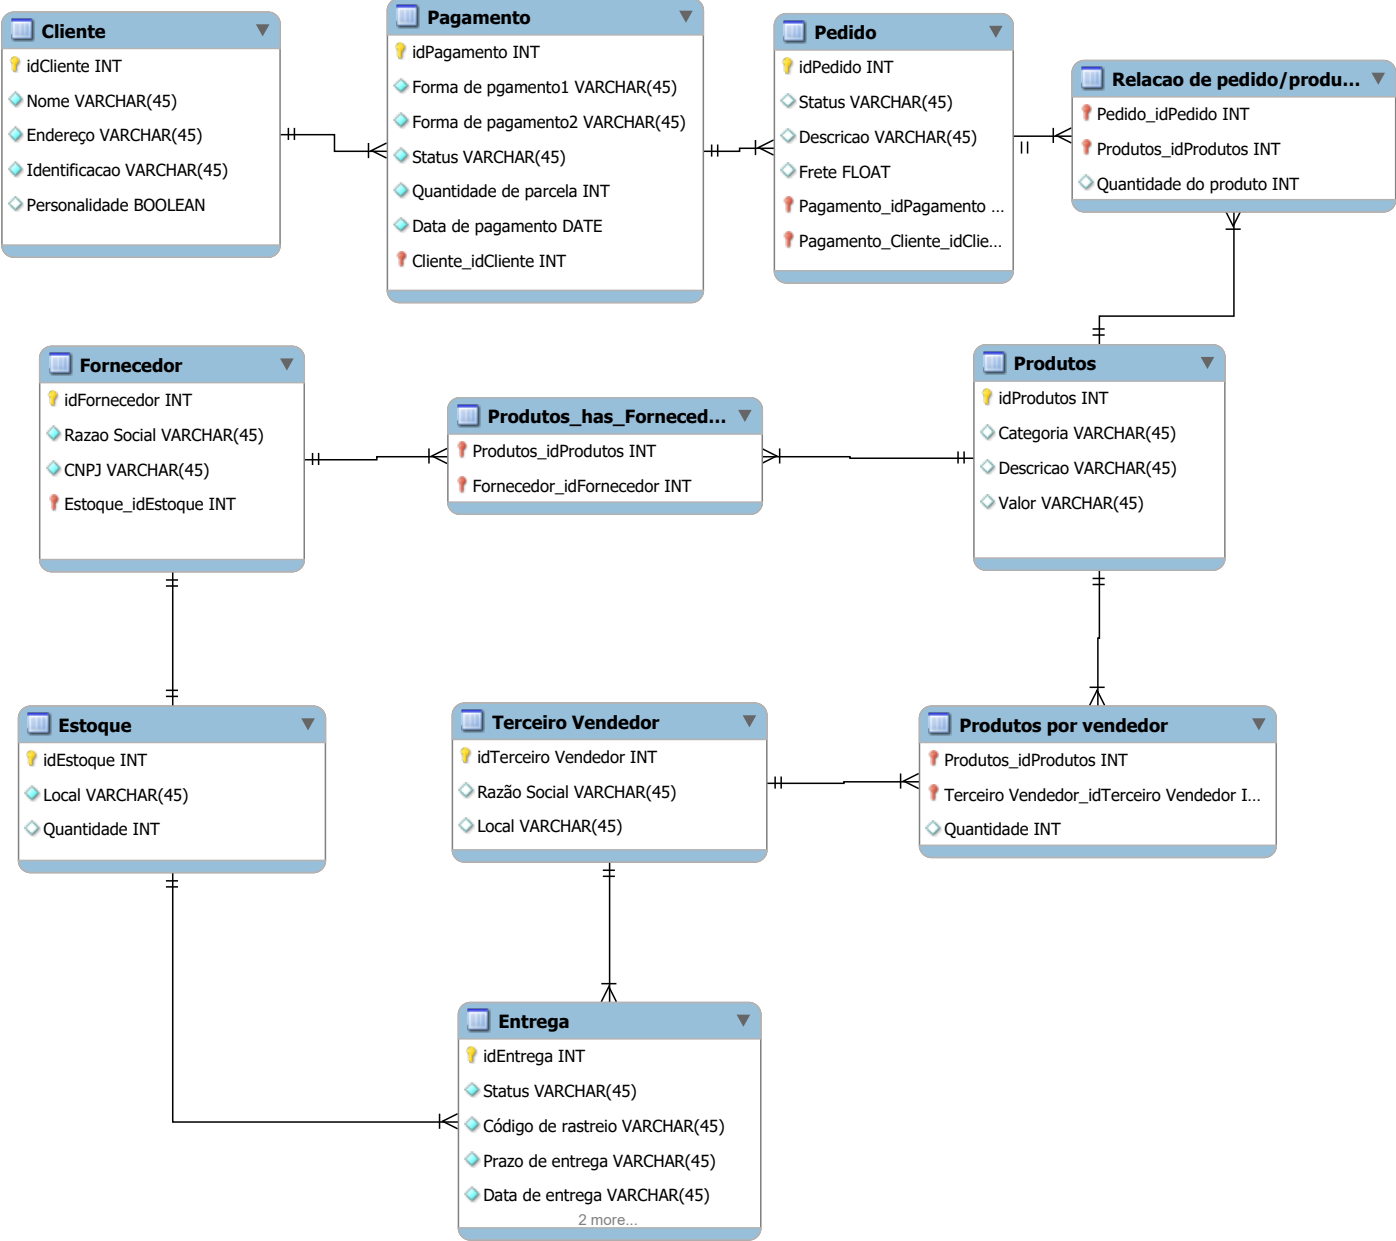 Cliente
idCliente INT
Nome VARCHAR(45)
Endereço VARCHAR(45)
Identificacao VARCHAR(45)
Personalidade BOOLEAN
Pagamento
idPagamento INT
Forma de pgamento1 VARCHAR(45)
Forma de pagamento2 VARCHAR(45)
Status VARCHAR(45)
Quantidade de parcela INT
Data de pagamento DATE
Cliente_idCliente INT
Pedido
idPedido INT
Status VARCHAR(45)
Descricao VARCHAR(45)
Frete FLOAT
Pagamento_idPagamento ...
Pagamento_Cliente_idClie...
Relacao de pedido/produ...
Pedido_idPedido INT
Produtos_idProdutos INT
Quantidade do produto INT
Fornecedor
idFornecedor INT
Razao Social VARCHAR(45)
CNPJ VARCHAR(45)
Estoque_idEstoque INT
Produtos_has_Forneced...
Produtos_idProdutos INT
Fornecedor_idFornecedor INT
Produtos
idProdutos INT
Categoria VARCHAR(45)
Descricao VARCHAR(45)
Valor VARCHAR(45)
Estoque
idEstoque INT
Local VARCHAR(45)
Quantidade INT
Terceiro Vendedor
idTerceiro Vendedor INT
Razão Social VARCHAR(45)
Local VARCHAR(45)
Produtos por vendedor
Produtos_idProdutos INT
Terceiro Vendedor_idTerceiro Vendedor I...
Quantidade INT
Entrega
idEntrega INT
Status VARCHAR(45)
Código de rastreio VARCHAR(45)
Prazo de entrega VARCHAR(45)
Data de entrega VARCHAR(45)
2 more...